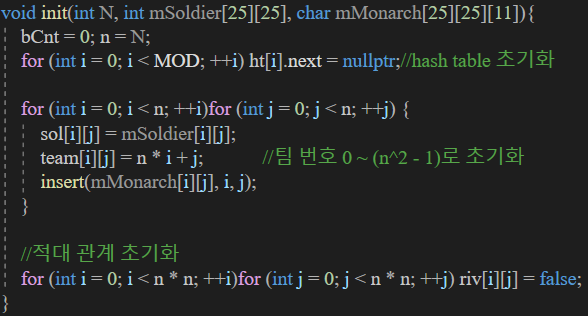 void init(int N, int mSoldier[25][25], char mMonarch[25][25][11]){
bCnt = 0; n = N;
for (int i = 0; i < MOD; ++i) ht[i].next = nullptr;//hash table 초기화
for (int i = 0; i < n; ++i)for (int j = 0; j < n; ++j) {
sol[i][j] = mSoldier[i][j];
team[i][j] = n * i + j; //팀 번호 0 ~ (n^2 - 1)로 초기화
insert(mMonarch[i][j], i, j);
}
//적대 관계 초기화
for (int i = 0; i < n * n; ++i)for (int j = 0; j < n * n; ++j) riv[i][j] = false;
}